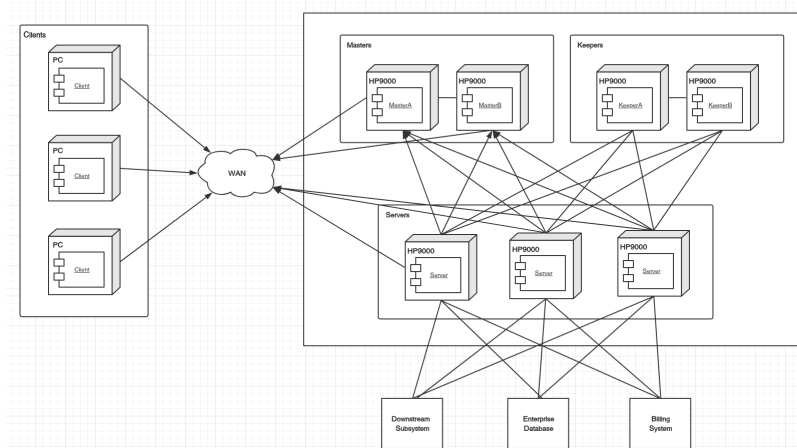 Clients
PC
Client
PC
Client
PC
Client
WAN
Masters
HP9000
MasterA
HP9000
MasterB
Keepers
HP9000
KeeperA
HP9000
KeeperB
Servers
HP9000
Server
HP9000
Server
HP9000
Server
Downstream
Subsystem
Enterprise
Database
Billing
System